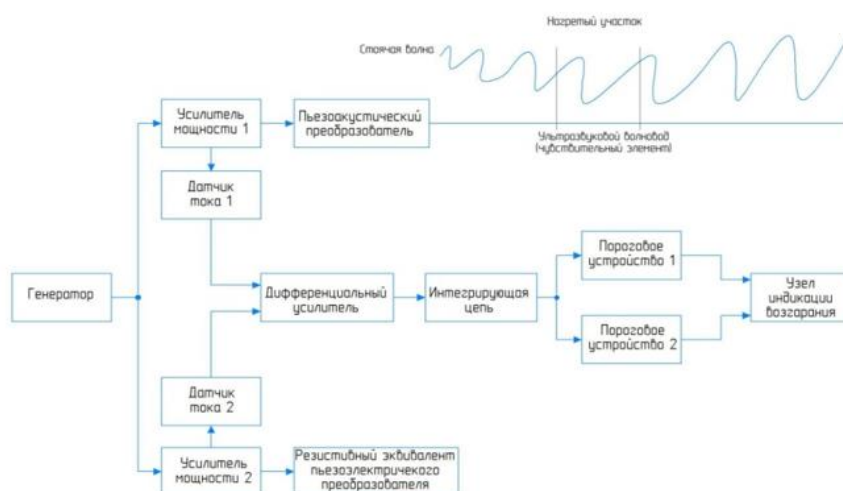 Нагретый участок
Стоячая волна
Усилитель
мощности 1
Пьезоакустический
преобразователь
Ультразвуковой волновод
(чувствительный элемент)
Датчик
тока 1
Генератор
Дифференциальный
усилитель
Интегрирующая
цепь
Пороговое
устройство 1
Пороговое
устройство 2
Узел
индикации
возгарания
Датчик
тока 2
Усилитель
мощности 2
Резистивный эквивалент
пьезоэлектричекого
преобразователя